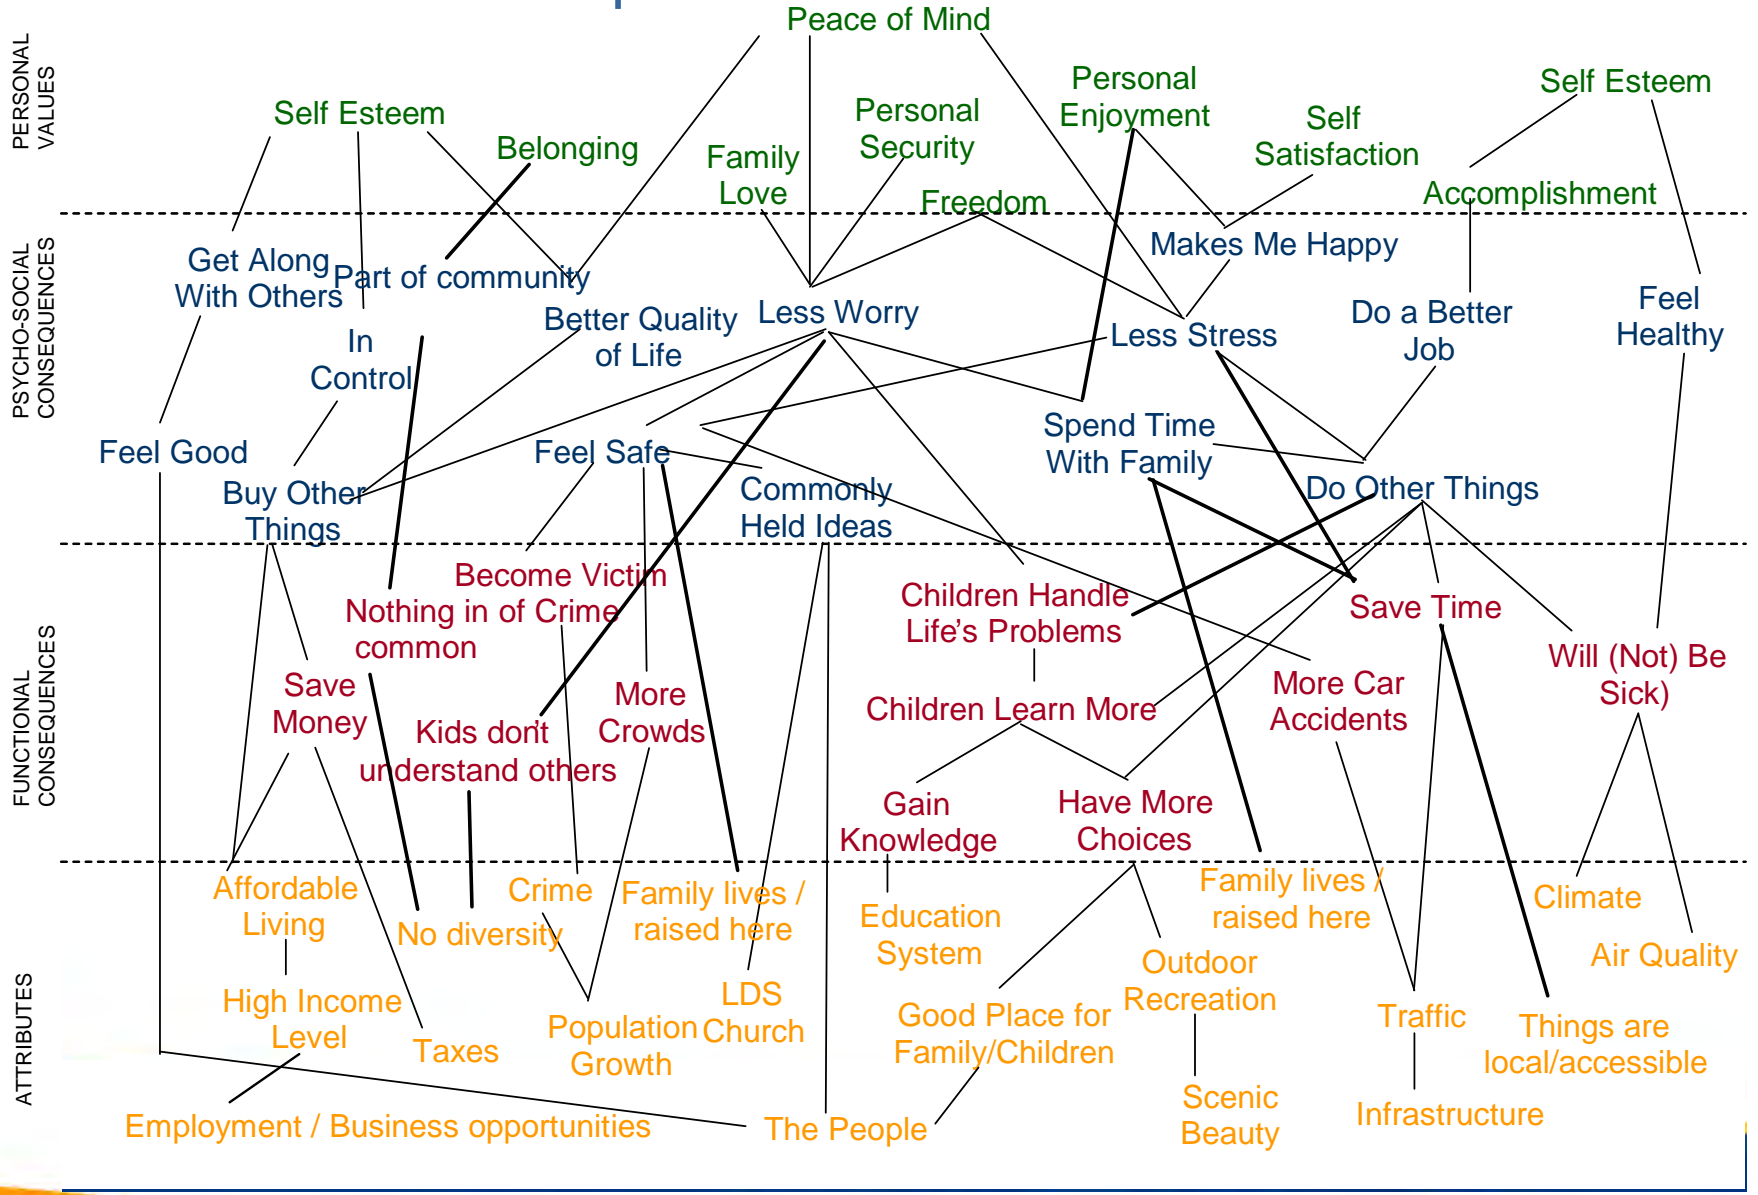 PERSONAL
VALUES
PSYCHO-SOCIAL
CONSEQUENCES
FUNCTIONAL
CONSEQUENCES
ATTRIBUTES
Peace of Mind
Self Esteem
Belonging
Family
Love
Personal
Security
Freedom
Personal
Enjoyment
Self
Satisfaction
Self Esteem
Accomplishment
Get Along
With Others
Part of community
In
Control
Better Quality
of Life
Less Worry
Makes Me Happy
Less Stress
Do a Better
Job
Feel
Healthy
Feel Good
Buy Other
Things
Feel Safe
Commonly
Held Ideas
Spend Time
With Family
Do Other Things
Become Victim
of Crime
Nothing in
common
Save
Money
Kids don't
understand others
More
Crowds
Children Handle
Life’s Problems
Children Learn More
Gain
Knowledge
Have More
Choices
Save Time
More Car
Accidents
Will (Not) Be
Sick)
Affordable
Living
High Income
Level
Employment / Business opportunities
No diversity
Taxes
Crime
Population
Growth
Family lives /
raised here
LDS
Church
The People
Education
System
Good Place for
Family/Children
Outdoor
Recreation
Scenic
Beauty
Family lives /
raised here
Traffic
Infrastructure
Things are
local/accessible
Climate
Air Quality